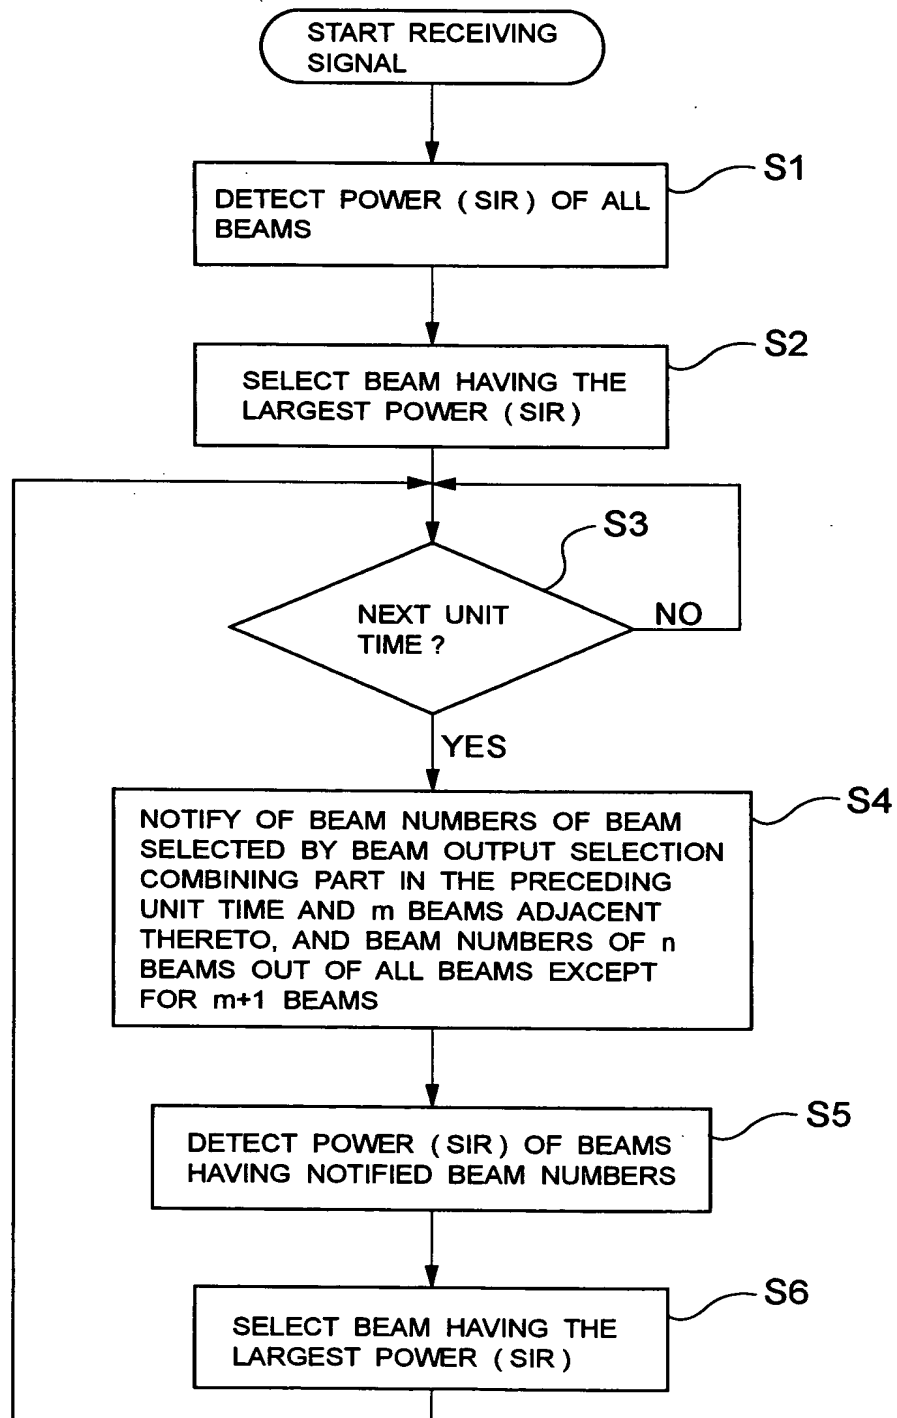 START RECEIVING
SIGNAL
S1
DETECT POWER (SIR) OF ALL
BEAMS
S2
SELECT BEAM HAVING THE
LARGEST POWER (SIR)
S3
NEXT UNIT
TIME?
NO
YES
S4
NOTIFY OF BEAM NUMBERS OF BEAM
SELECTED BY BEAM OUTPUT SELECTION
COMBINING PART IN THE PRECEDING
UNIT TIME AND m BEAMS ADJACENT
THERETO, AND BEAM NUMBERS OF n
BEAMS OUT OF ALL BEAMS EXCEPT
FOR m+1 BEAMS
S5
DETECT POWER (SIR) OF BEAMS
HAVING NOTIFIED BEAM NUMBERS
S6
SELECT BEAM HAVING THE
LARGEST POWER (SIR)